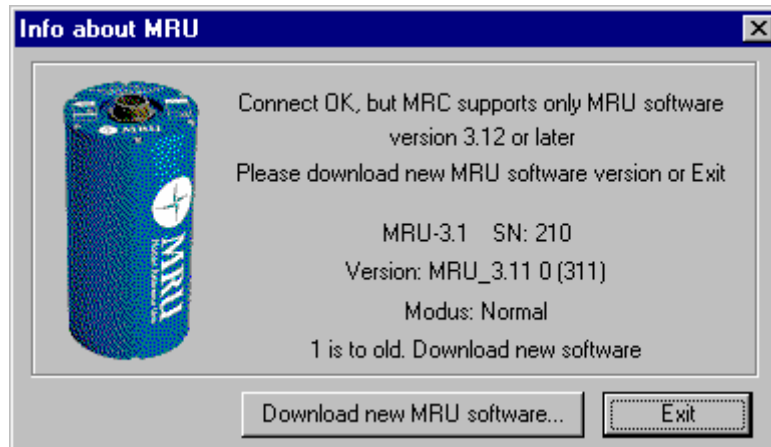 Info about MRU
Connect OK, but MRC supports only MRU software
version 3.12 or later
Please download new MRU software version or Exit
MRU-3.1 SN: 210
Version: MRU_3.11 0 (311)
Modus: Normal
1 is to old. Download new software
MRU
MRU
Download new MRU software...
Exit